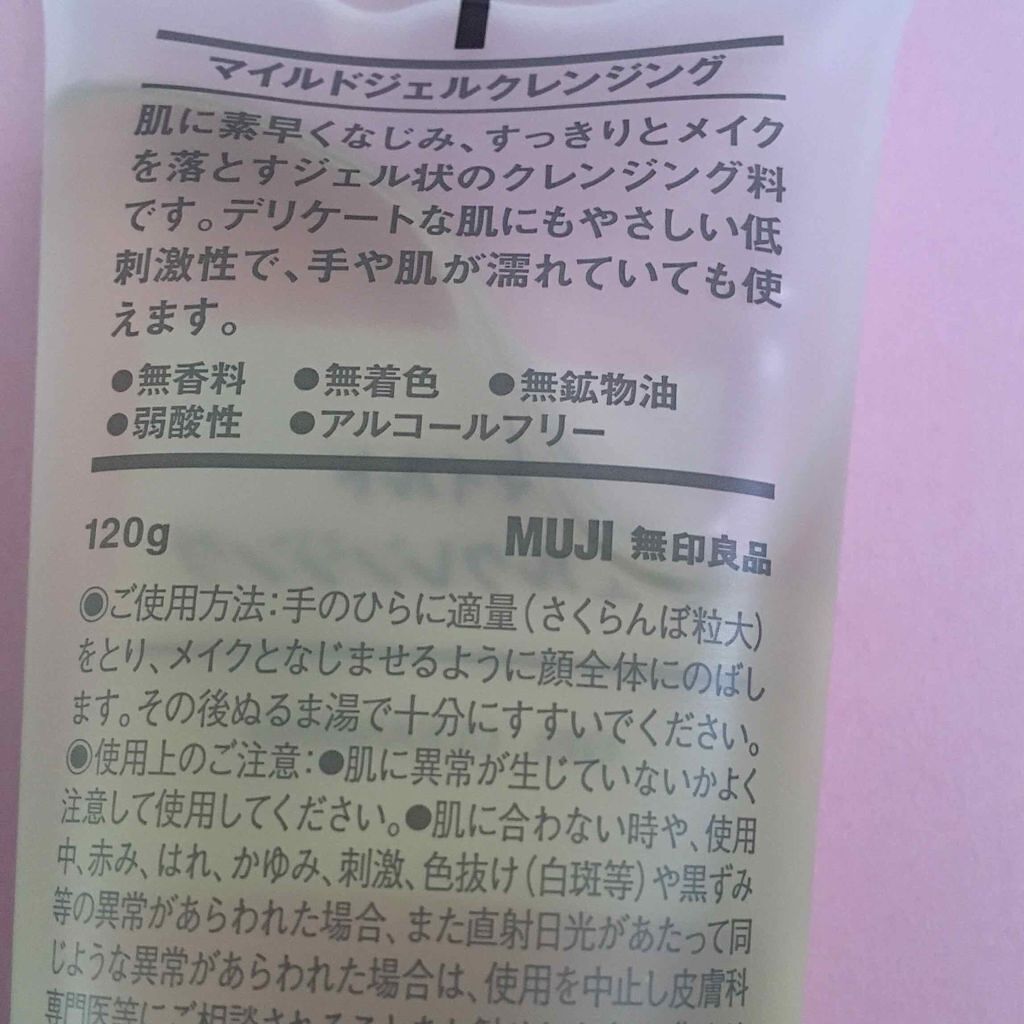 マイルドジェルクレンジング
肌に素早くなじみ、すっきりとメイク
を落とすジェル状のクレンジング料
です。デリケートな肌にもやさしい低
刺激性で、手や肌が濡れていても使
えます。
●無香料 ●無着色 ●無鉱物油
●弱酸性 ●アルコールフリー
120g MUJI 無印良品
◉ご使用方法：手のひらに適量（さくらんぼ粒大）
をとり、メイクとなじませるように顔全体にのばし
ます。その後ぬるま湯で十分にすすいでください。
◉使用上のご注意：●肌に異常が生じていないかよく
注意して使用してください。●肌に合わない時や、使用
中、赤み、はれ、かゆみ、刺激、色抜け（白斑等）や黒ずみ
等の異常があらわれた場合、また直射日光があたって同
じような異常があらわれた場合は、使用を中止し皮膚科
専門医等にご相談される